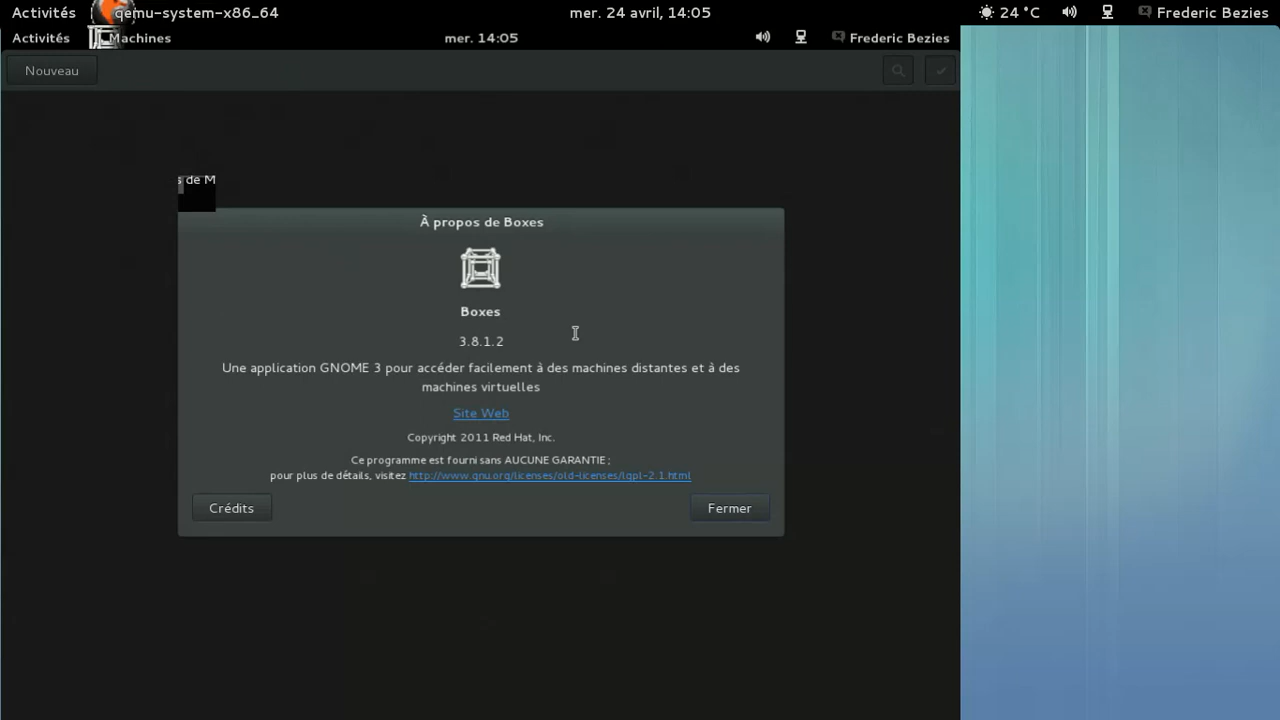 Activités qemu-system-x86_64 mer. 24 avril, 14:05 24 °C Frederic Bezies
Activités Machines mer. 14:05 Frederic Bezies
Nouveau
s de M
À propos de Boxes
Boxes
3.8.1.2
Une application GNOME 3 pour accéder facilement à des machines distantes et à des
machines virtuelles
Site Web
Copyright 2011 Red Hat, Inc.
Ce programme est fourni sans AUCUNE GARANTIE ;
pour plus de détails, visitez http://www.gnu.org/licenses/old-licenses/lgpl-2.1.html
Crédits Fermer